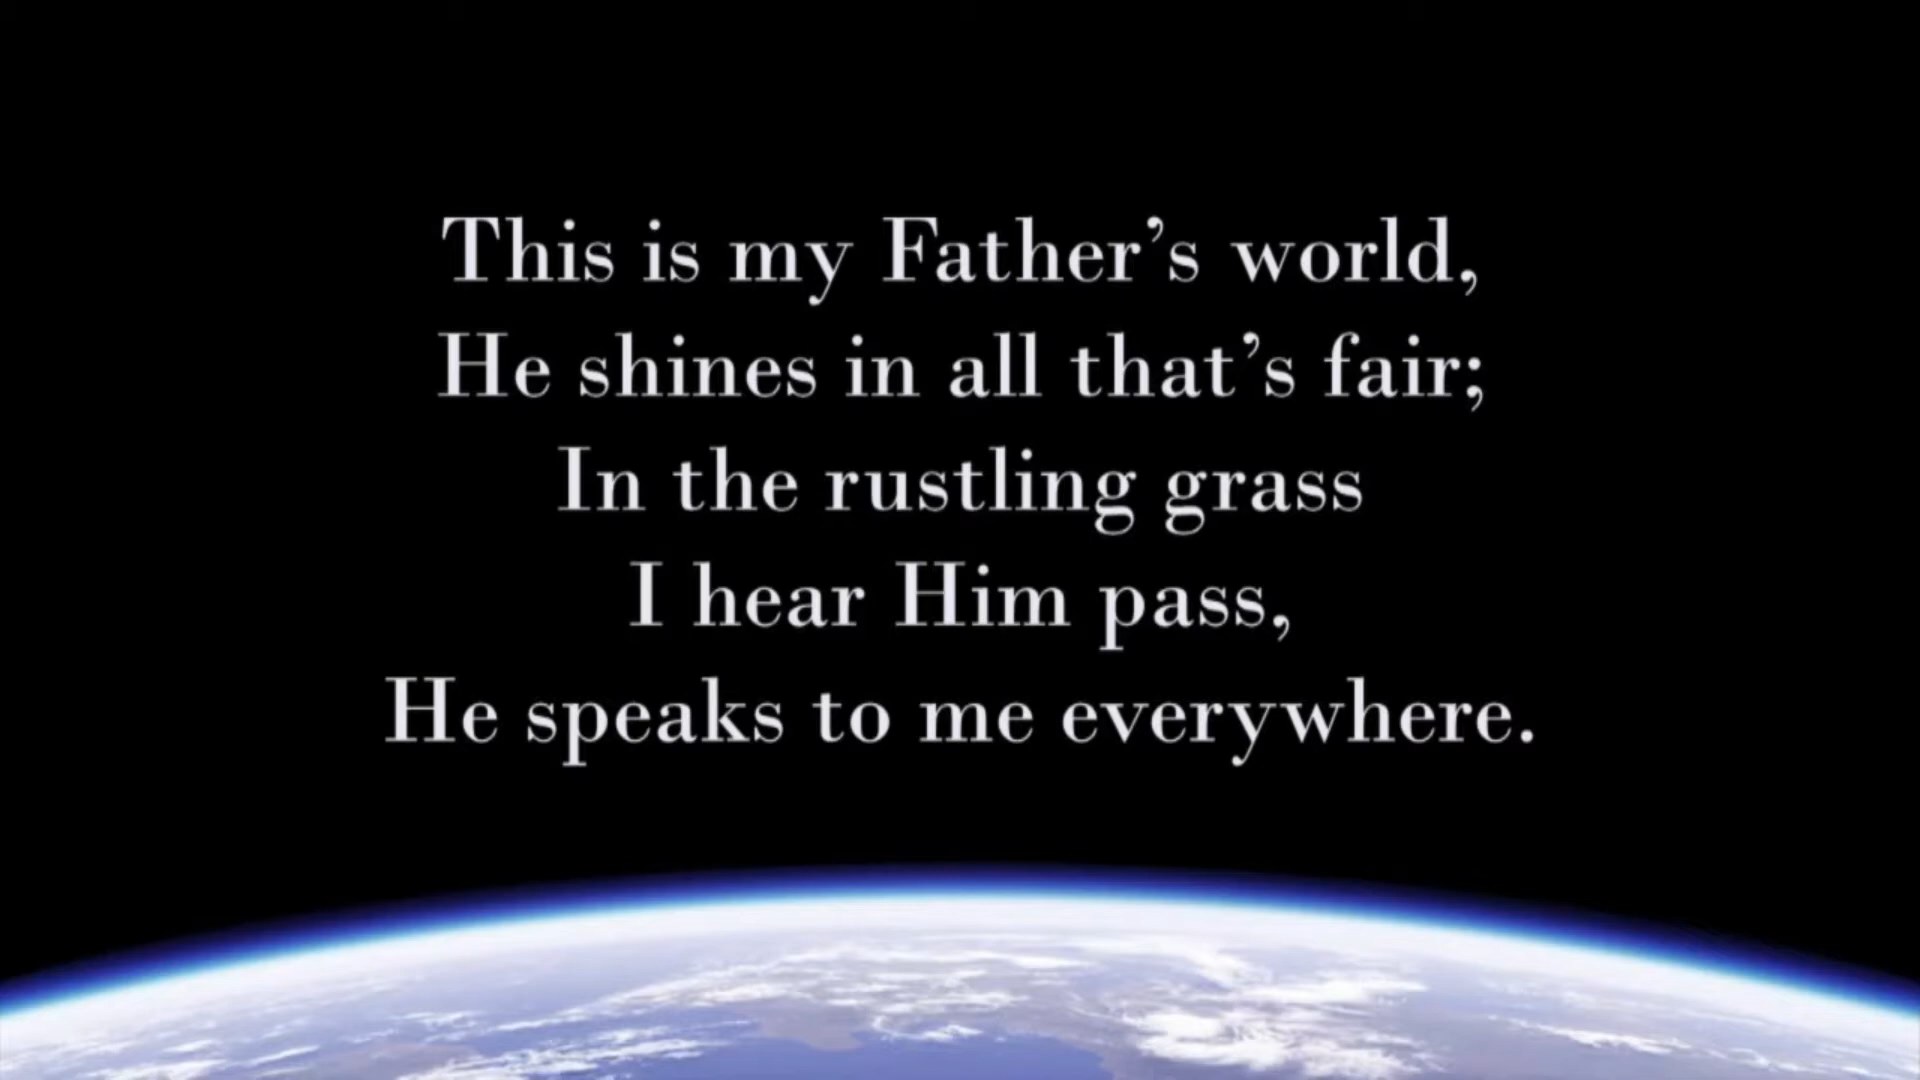 This is my Father’s world,
He shines in all that’s fair;
In the rustling grass
I hear Him pass,
He speaks to me everywhere.